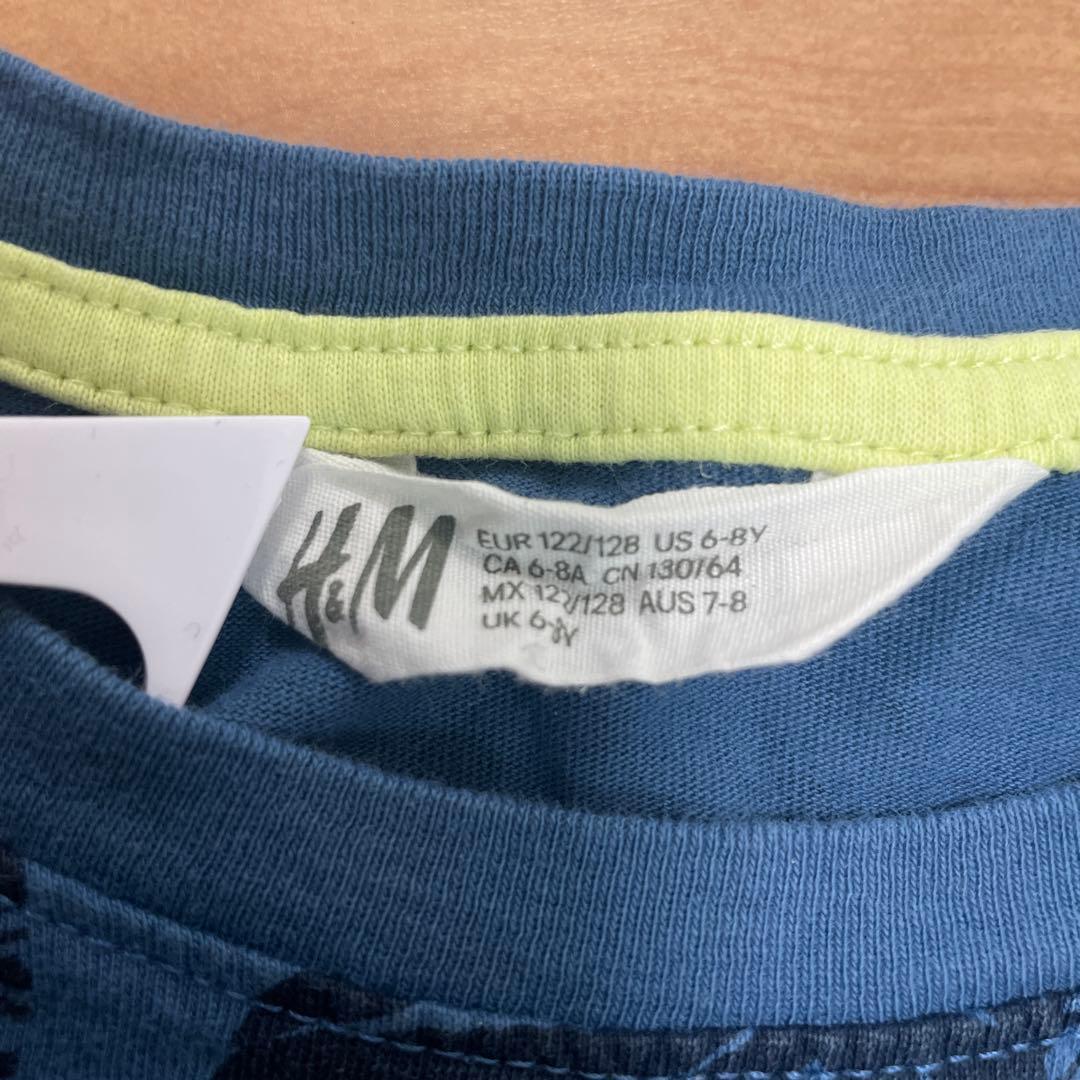 H&M
EUR 122/128 US 6-8Y
CA 6-8A CN 130/64
MX 122/128 AUS 7-8
UK 6-8Y